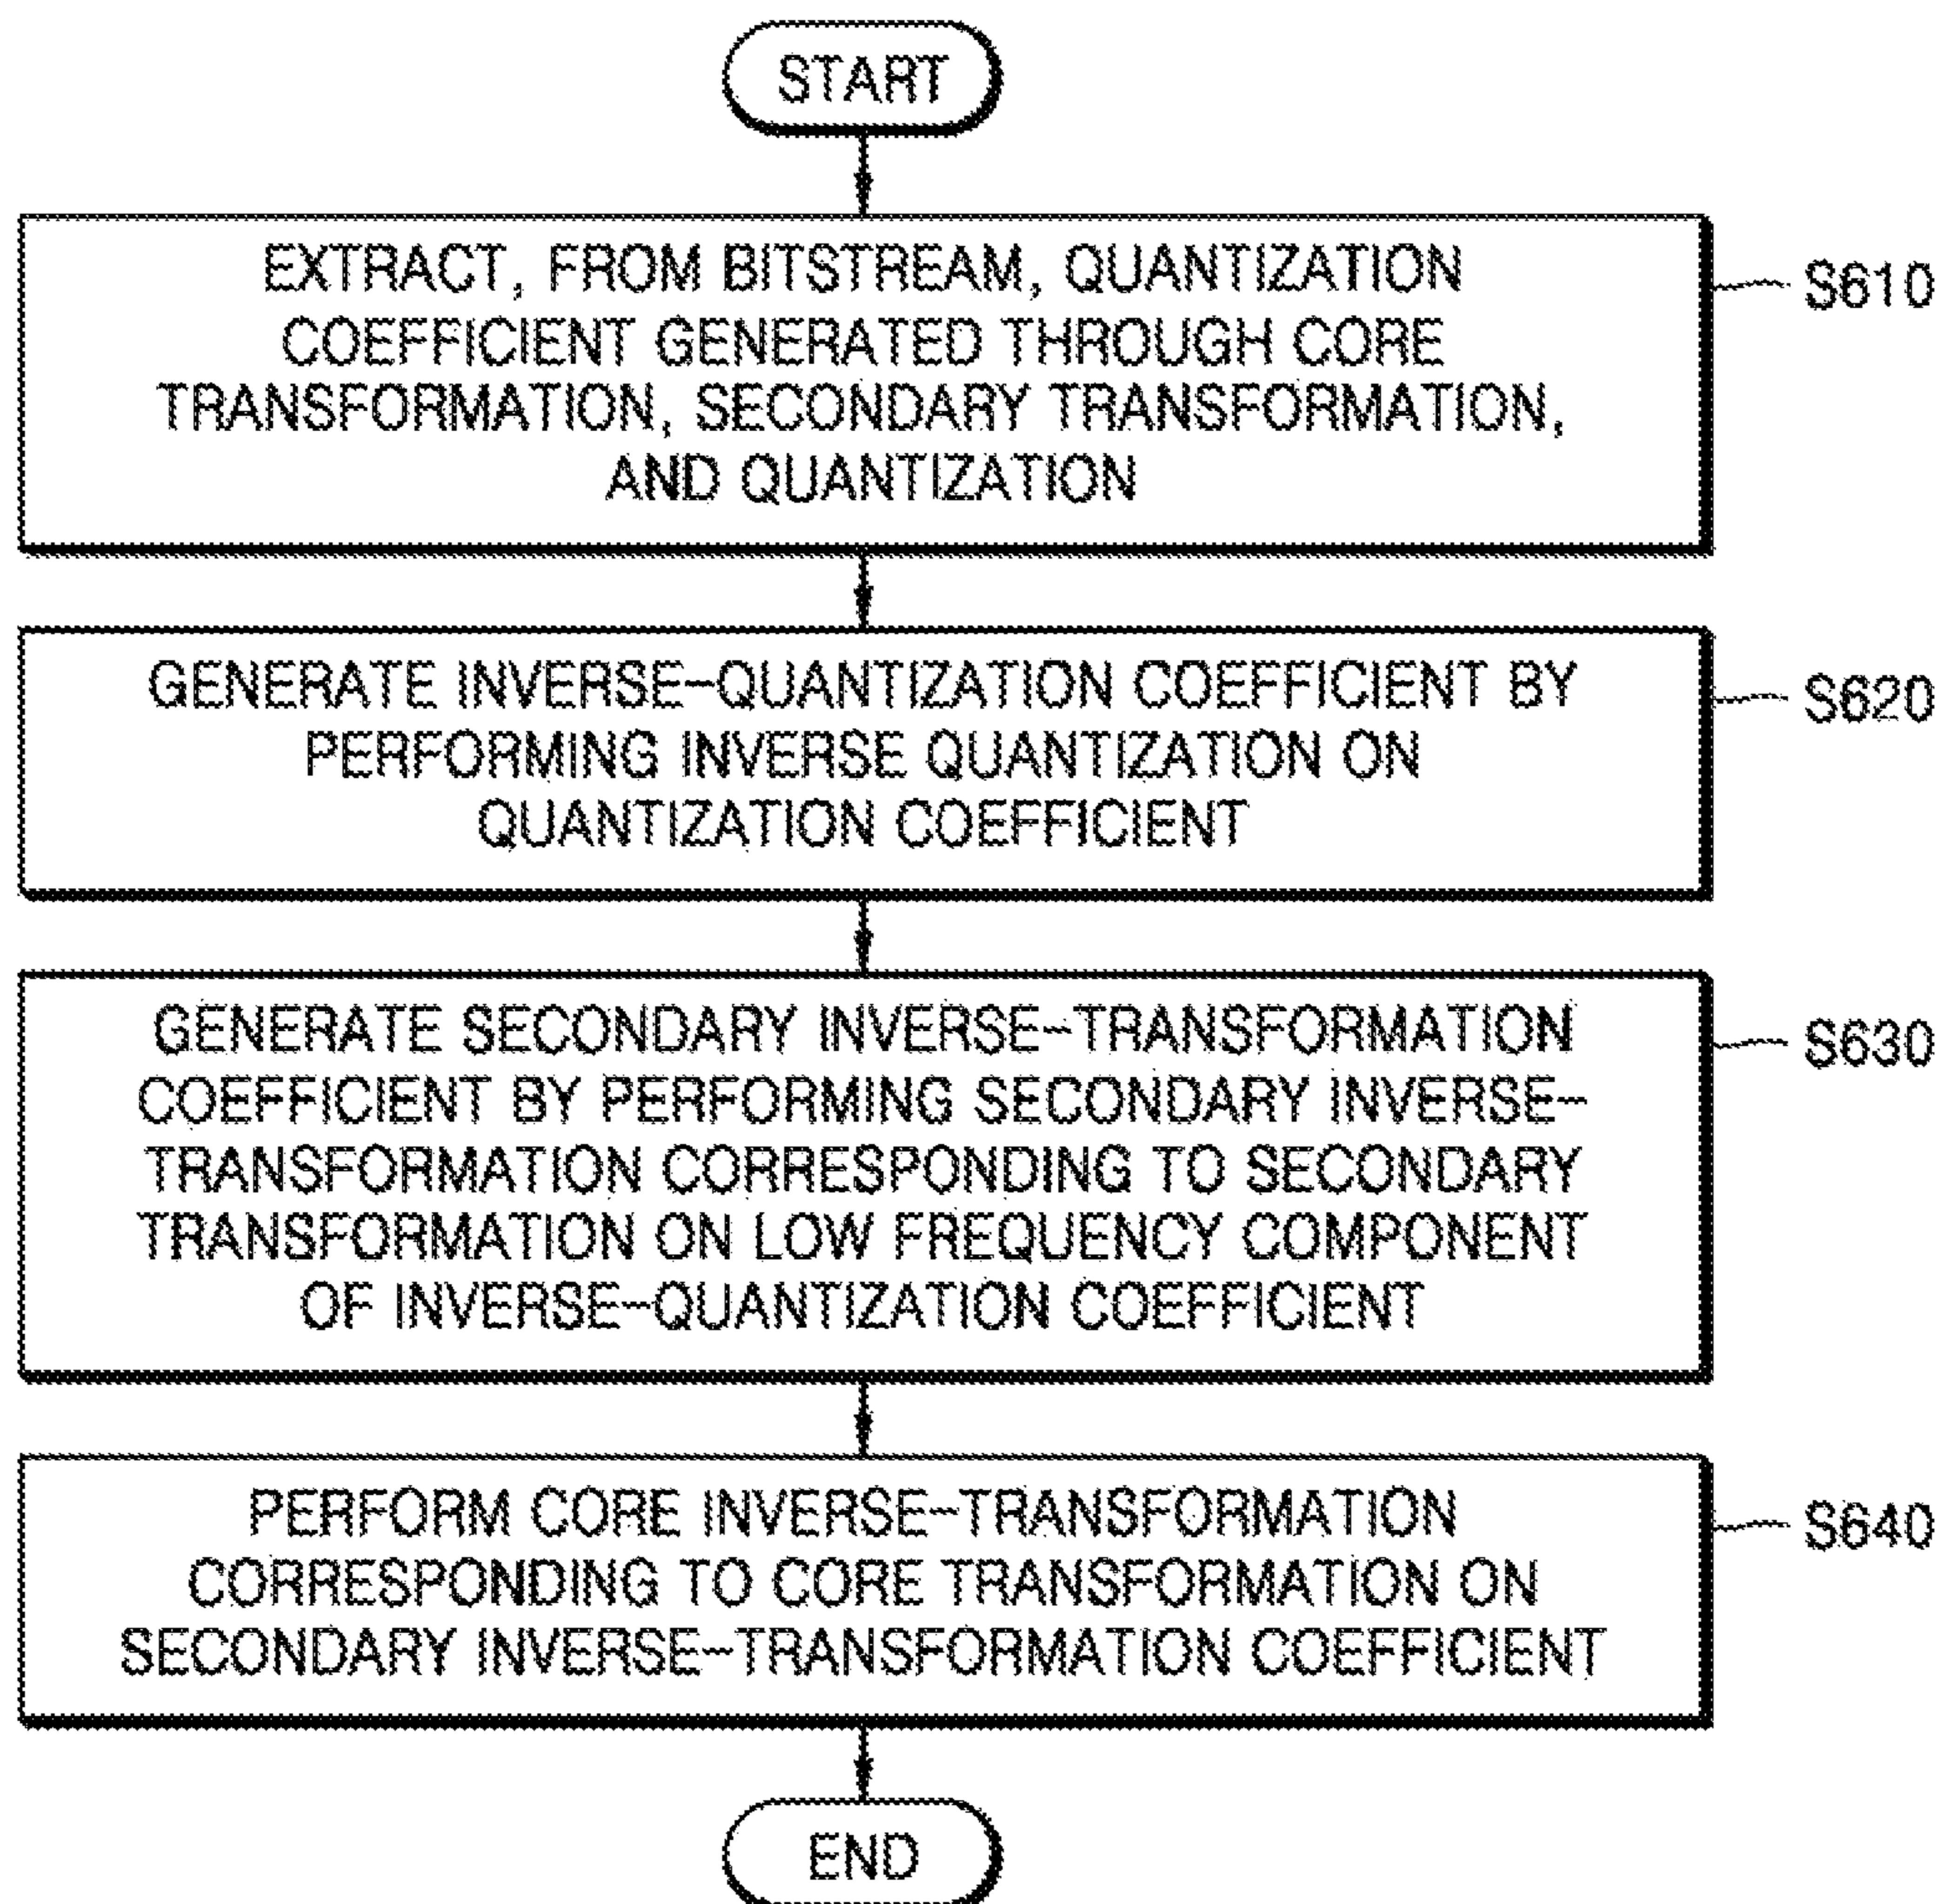 START
EXTRACT, FROM BITSTREAM, QUANTIZATION
COEFFICIENT GENERATED THROUGH CORE
TRANSFORMATION, SECONDARY TRANSFORMATION,
AND QUANTIZATION
S610
GENERATE INVERSE-QUANTIZATION COEFFICIENT BY
PERFORMING INVERSE QUANTIZATION ON
QUANTIZATION COEFFICIENT
S620
GENERATE SECONDARY INVERSE-TRANSFORMATION
COEFFICIENT BY PERFORMING SECONDARY INVERSE-
TRANSFORMATION CORRESPONDING TO SECONDARY
TRANSFORMATION ON LOW FREQUENCY COMPONENT
OF INVERSE-QUANTIZATION COEFFICIENT
S630
PERFORM CORE INVERSE-TRANSFORMATION
CORRESPONDING TO CORE TRANSFORMATION ON
SECONDARY INVERSE-TRANSFORMATION COEFFICIENT
S640
END